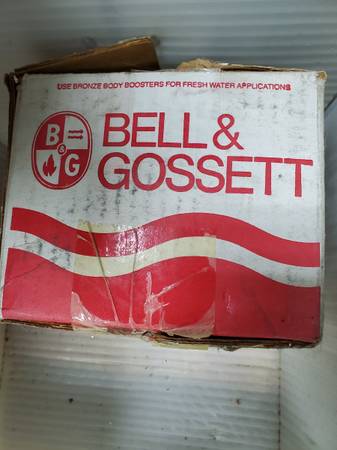 USE BRONZE BODY BOOSTERS FOR FRESH WATER APPLICATIONS
B
&
G
BELL &
GOSSETT